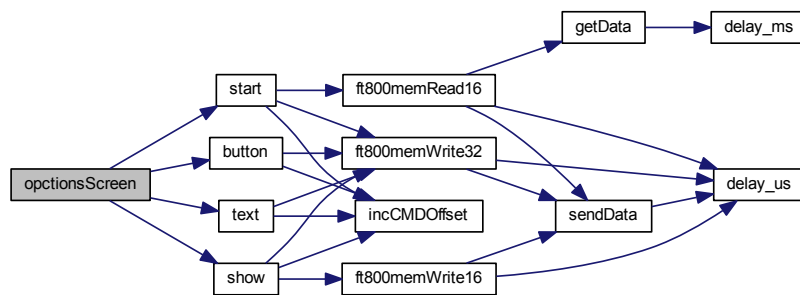 getData
delay_ms
start
ft800memRead16
button
ft800memWrite32
opctionsScreen
delay_us
text
incCMDOffset
sendData
show
ft800memWrite16